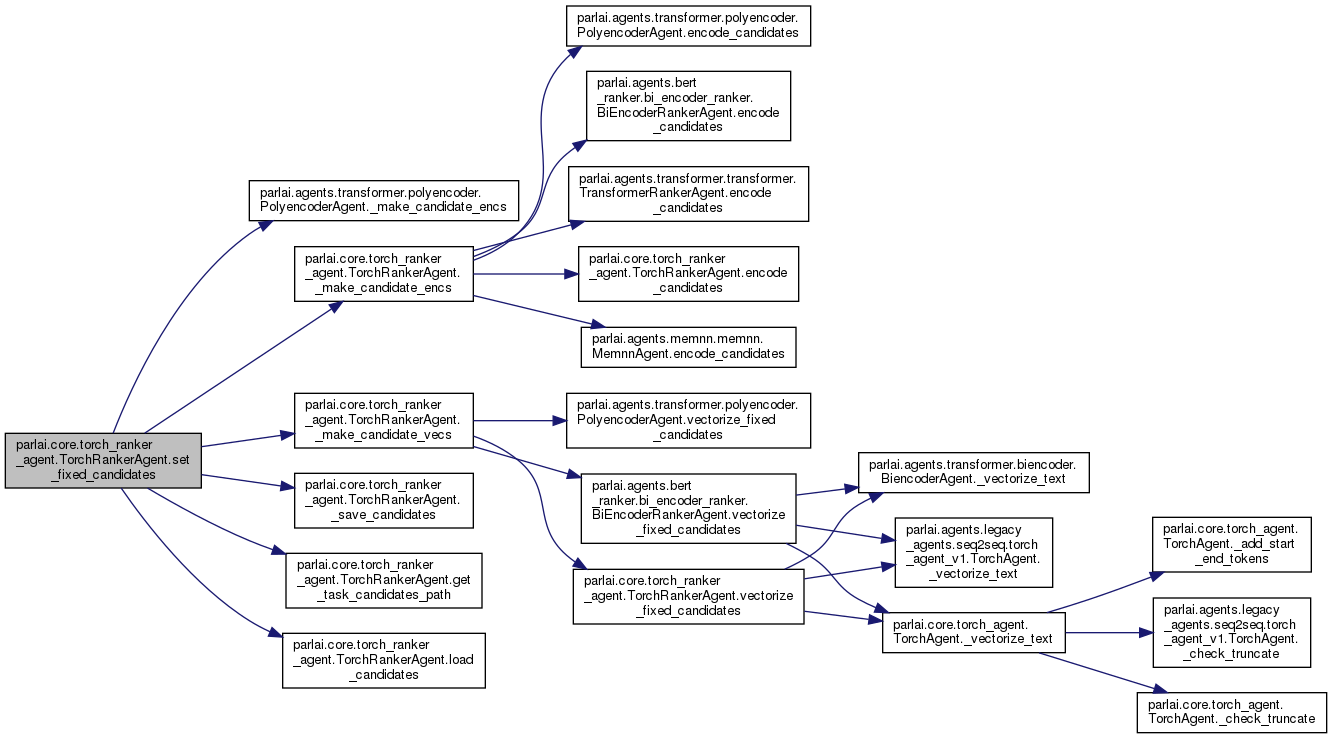 parlai.core.torch_ranker
_agent.TorchRankerAgent.set
_fixed_candidates
parlai.agents.transformer.polyencoder.
PolyencoderAgent._make_candidate_encs
parlai.core.torch_ranker
_agent.TorchRankerAgent.
_make_candidate_encs
parlai.core.torch_ranker
_agent.TorchRankerAgent.
_make_candidate_vecs
parlai.core.torch_ranker
_agent.TorchRankerAgent.
_save_candidates
parlai.core.torch_ranker
_agent.TorchRankerAgent.get
_task_candidates_path
parlai.core.torch_ranker
_agent.TorchRankerAgent.load
_candidates
parlai.agents.transformer.polyencoder.
PolyencoderAgent.encode_candidates
parlai.agents.bert
_ranker.bi_encoder_ranker.
BiEncoderRankerAgent.encode
_candidates
parlai.agents.transformer.transformer.
TransformerRankerAgent.encode
_candidates
parlai.core.torch_ranker
_agent.TorchRankerAgent.encode
_candidates
parlai.agents.memnn.memnn.
MemnnAgent.encode_candidates
parlai.agents.transformer.polyencoder.
PolyencoderAgent.vectorize_fixed
_candidates
parlai.agents.bert
_ranker.bi_encoder_ranker.
BiEncoderRankerAgent.vectorize
_fixed_candidates
parlai.core.torch_ranker
_agent.TorchRankerAgent.vectorize
_fixed_candidates
parlai.agents.transformer.biencoder.
BiencoderAgent._vectorize_text
parlai.agents.legacy
_agents.seq2seq.torch
_agent_v1.TorchAgent.
_vectorize_text
parlai.core.torch_agent.
TorchAgent._vectorize_text
parlai.core.torch_agent.
TorchAgent._add_start
_end_tokens
parlai.agents.legacy
_agents.seq2seq.torch
_agent_v1.TorchAgent.
_check_truncate
parlai.core.torch_agent.
TorchAgent._check_truncate